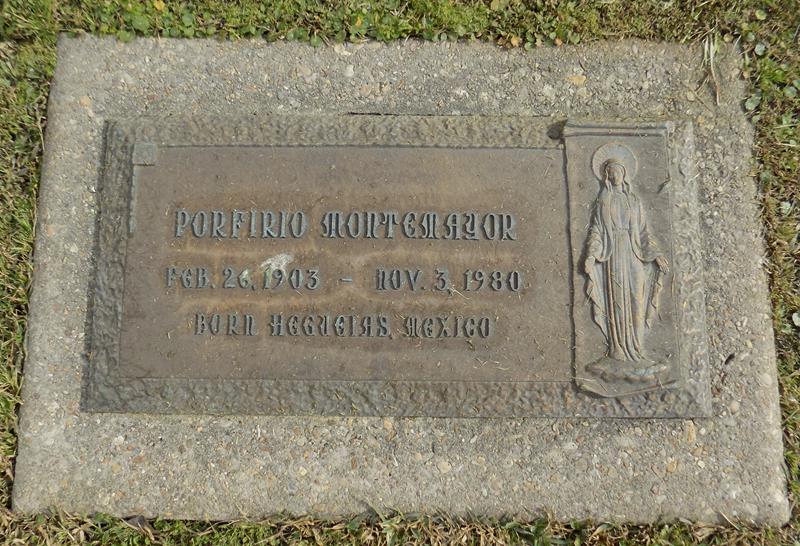 PORFIRIO MONTEMAYOR
FEB. 26, 1903 – NOV. 3, 1980
BORN HEGUEIAS, MEXICO